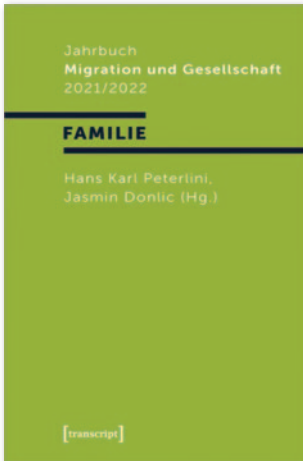 Jahrbuch
Migration und Gesellschaft
2021/2022
FAMILIE
Hans Karl Peterlini,
Jasmin Donlic (Hg.)
[transcript]